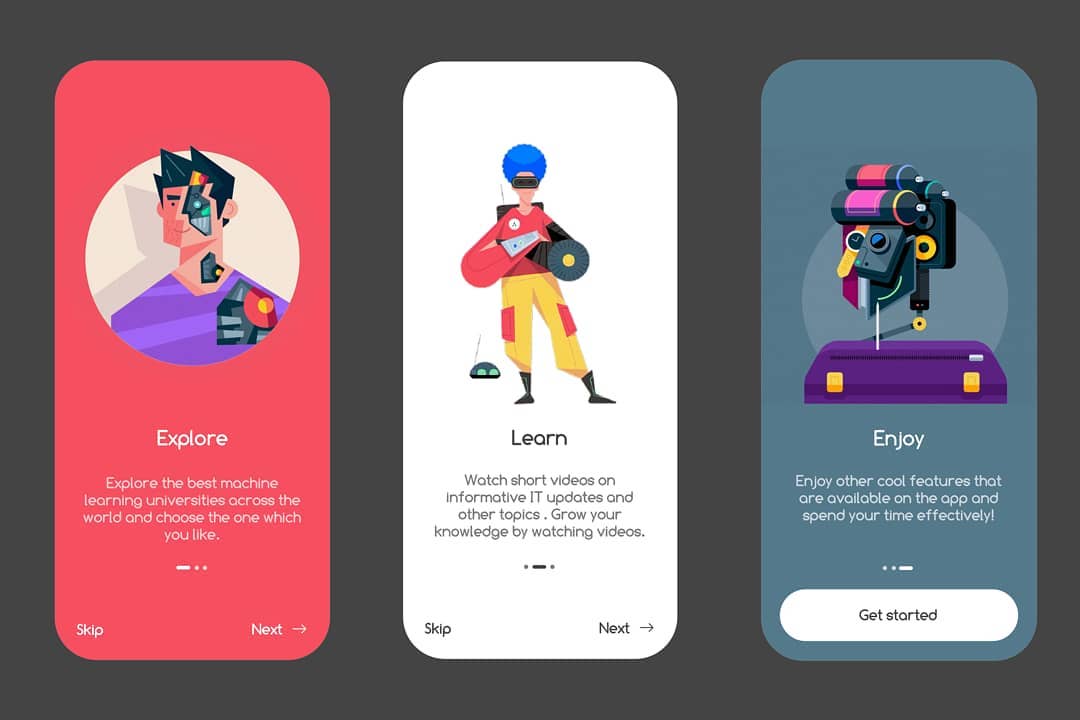 Explore
Explore the best machine
learning universities across the
world and choose the one which
you like.
Skip
Next →
Learn
Watch short videos on
informative IT updates and
other topics . Grow your
knowledge by watching videos.
Skip
Next →
Enjoy
Enjoy other cool features that
are available on the app and
spend your time effectively!
Get started